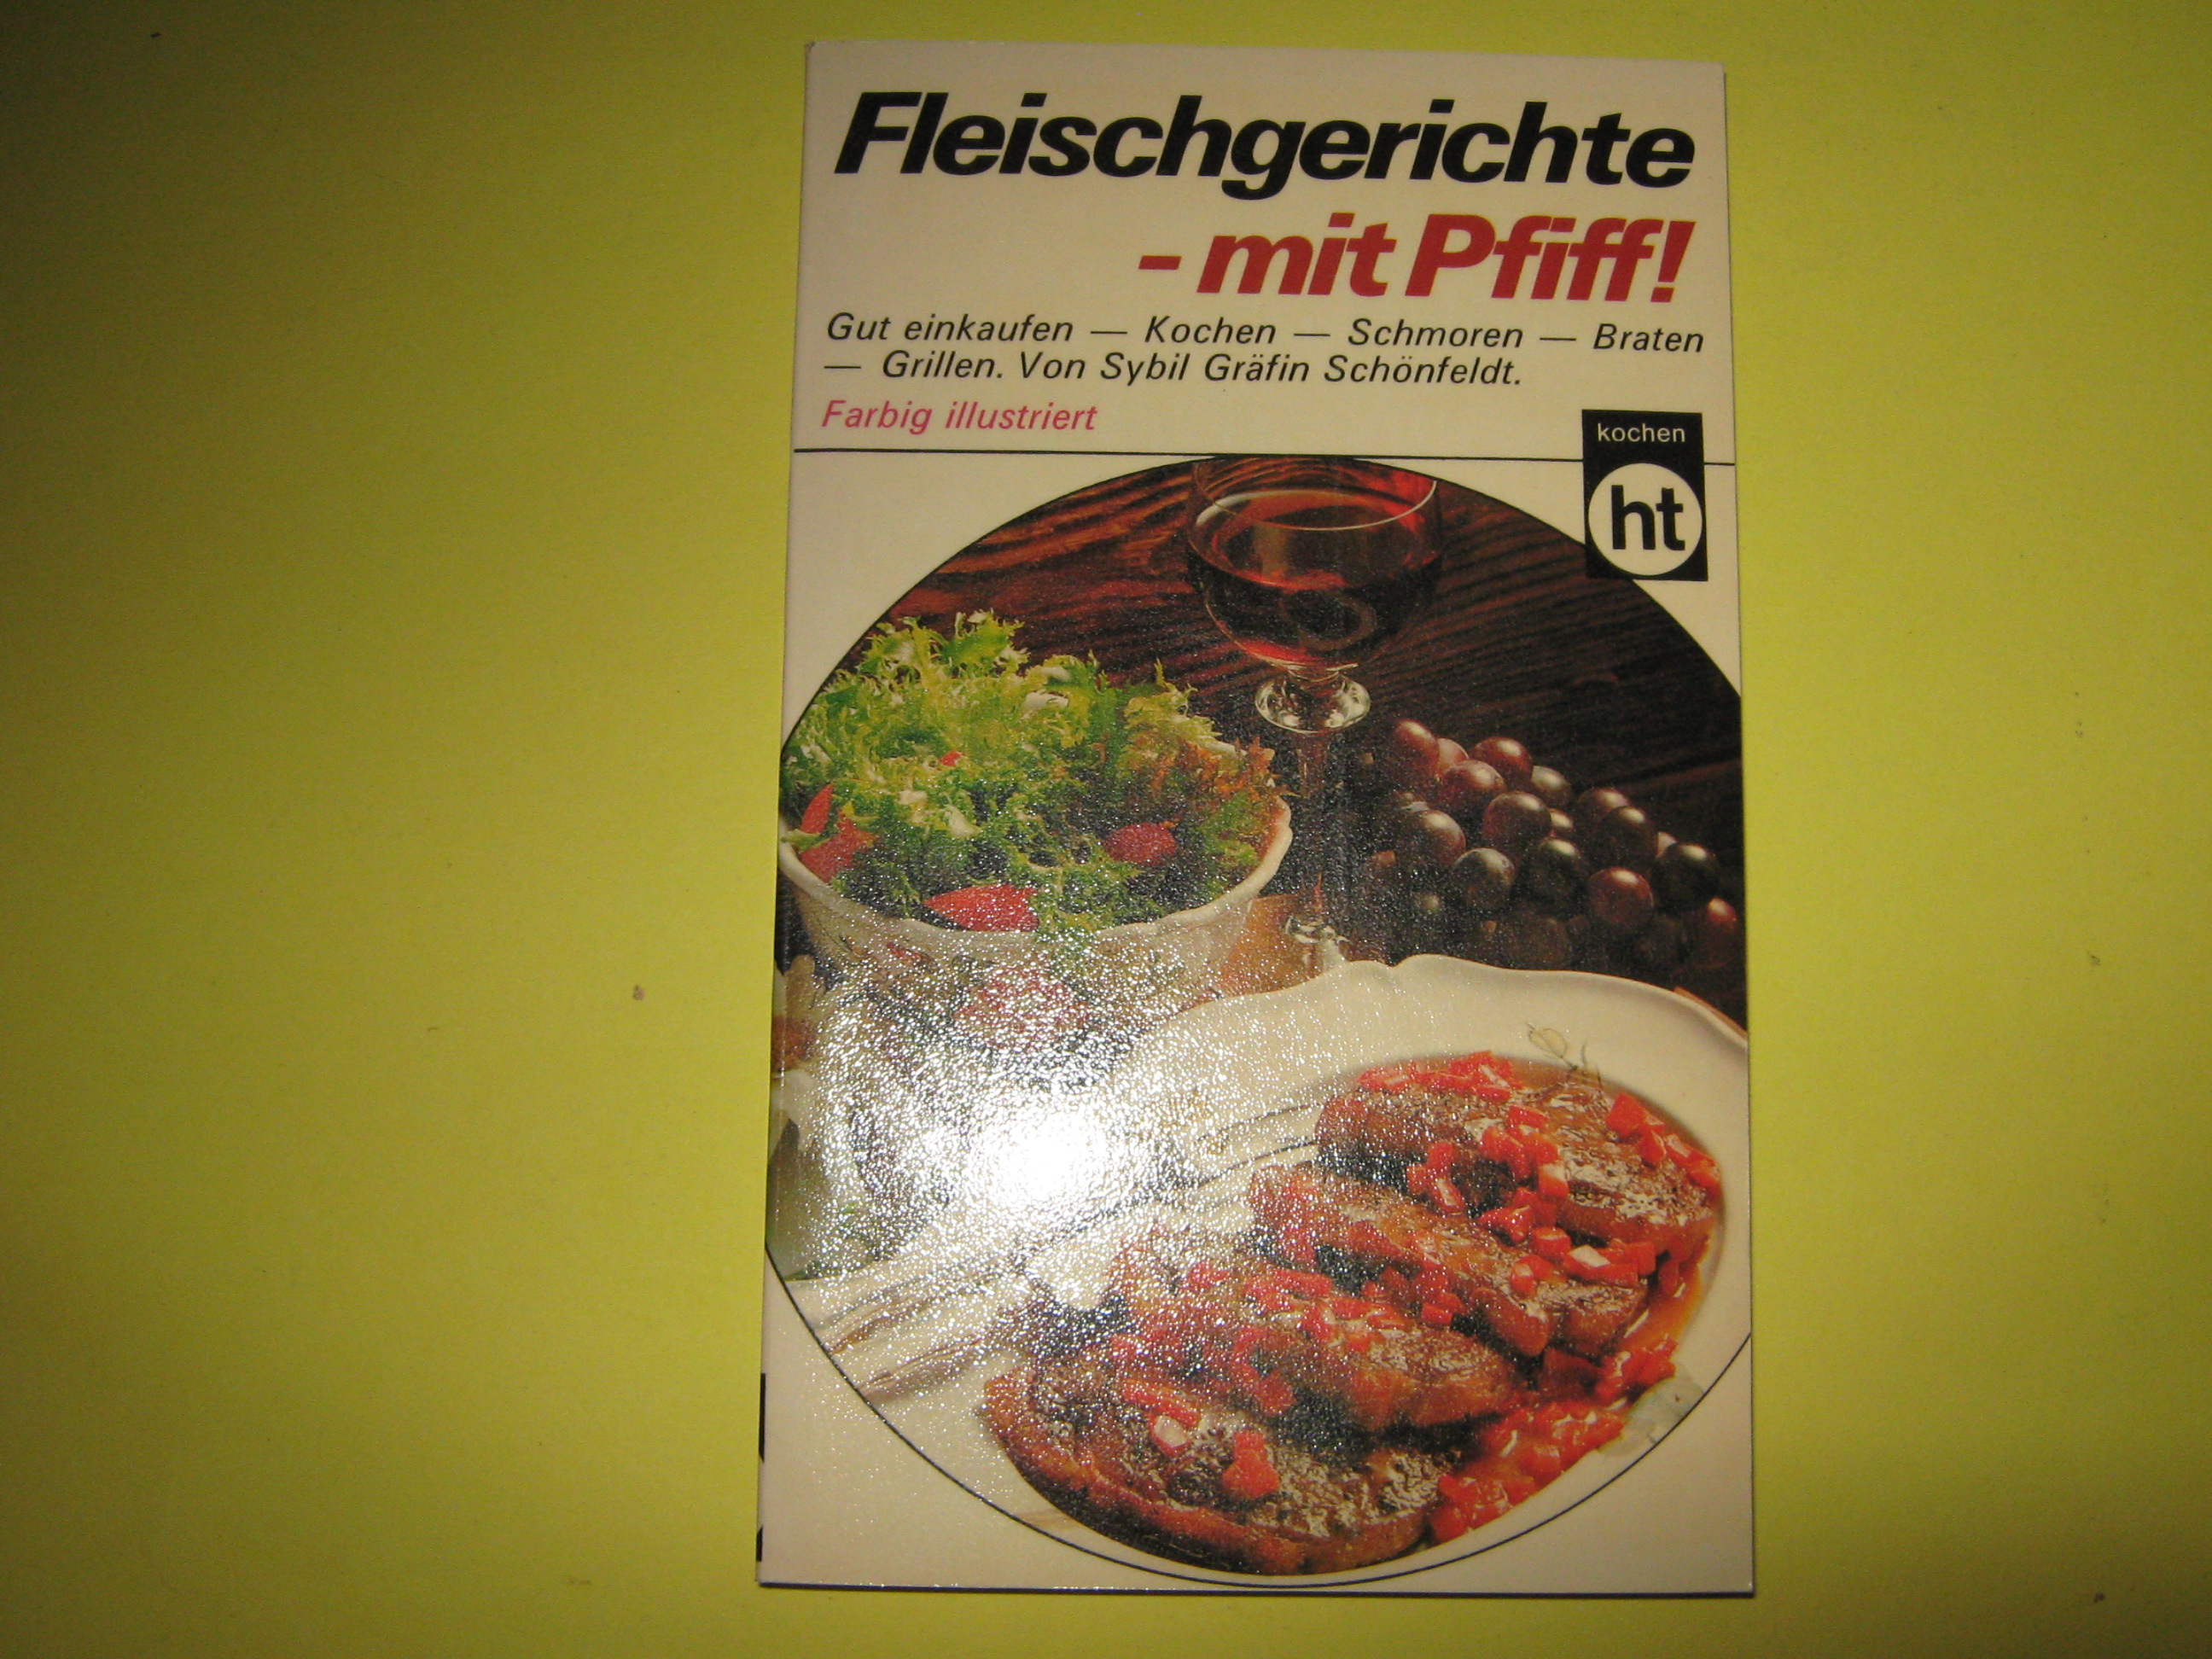 Fleischgerichte
- mit Pfiff!
Gut einkaufen — Kochen — Schmoren — Braten
— Grillen. Von Sybil Gräfin Schönfeldt.
Farbig illustriert
kochen
ht